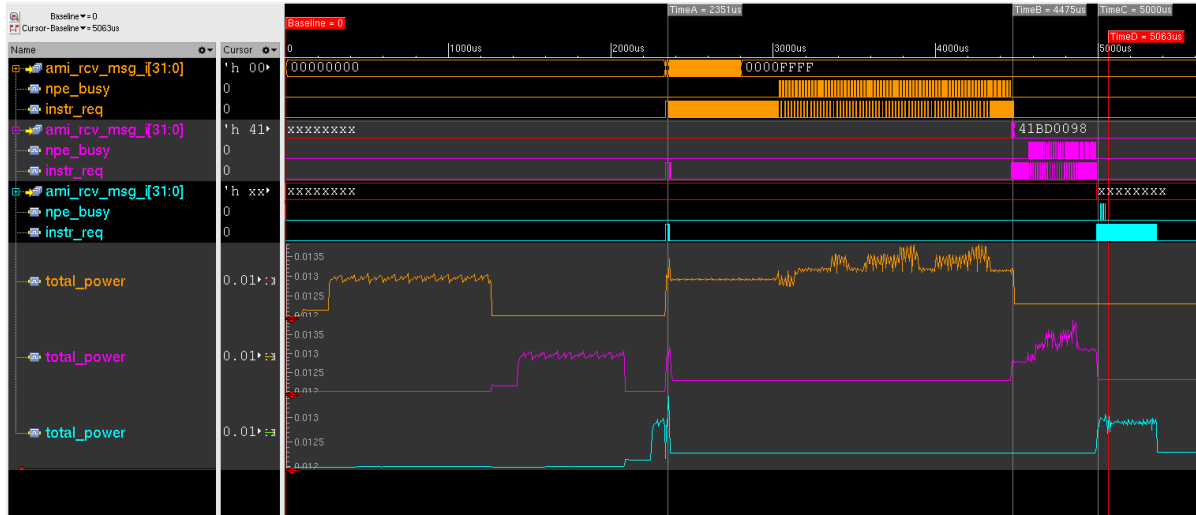 TimeA = 2351us TimeB = 4475us TimeC = 5000us
Baseline ▾ = 0
Cursor-Baseline ▾ = 5063us
Baseline = 0
TimeD = 5063us
Name Cursor 0 1000us 2000us 3000us 4000us 5000us
ami_rcv_msg_i[31:0] 'h 00 00000000 0000FFFF
npe_busy 0
instr_req 0
ami_rcv_msg_i[31:0] 'h 41 xxxxxxxx 41BD0098
npe_busy 0
instr_req 0
ami_rcv_msg_i[31:0] 'h xx xxxxxxxx xxxxxxxx
npe_busy 0
instr_req 0
0.0135
total_power 0.01 0.013
0.0125
0.012
0.0135
total_power 0.01 0.013
0.0125
0.012
0.013
total_power 0.01 0.0125
0.012